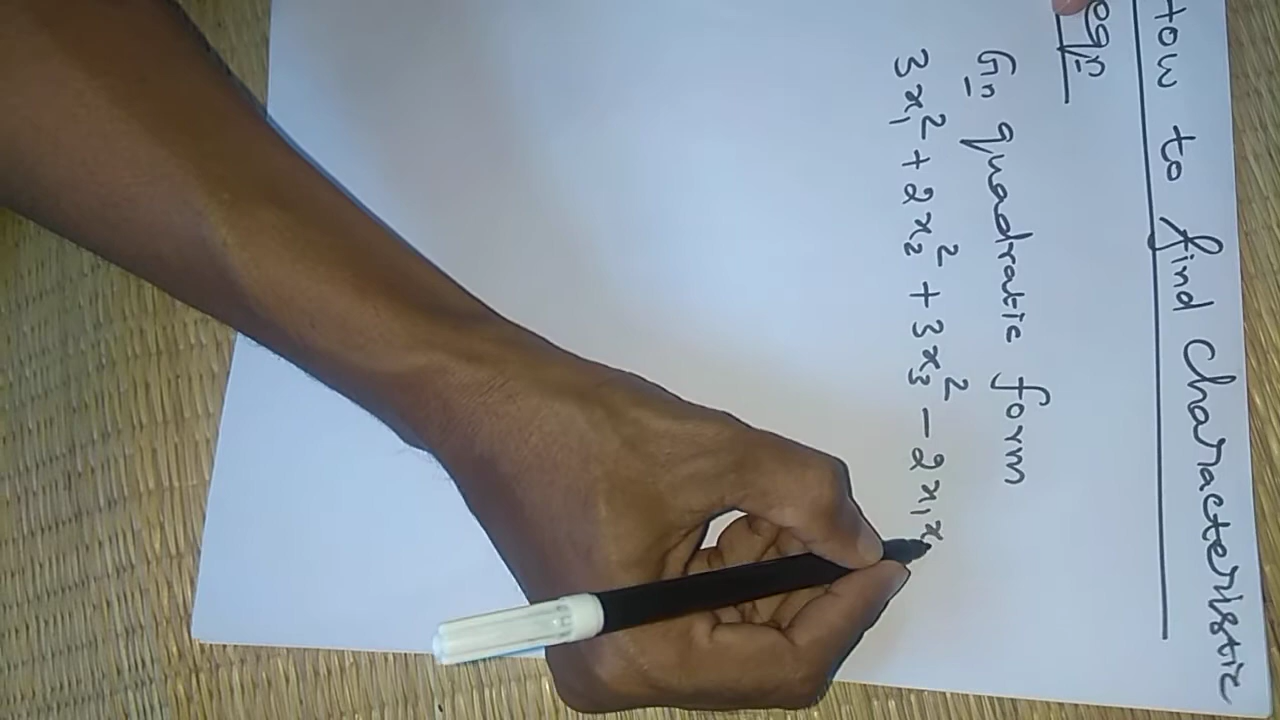 How to find Characteristic
eqn
Gn quadratic form
3x₁² + 2x₂² + 3x₃² - 2x₁x